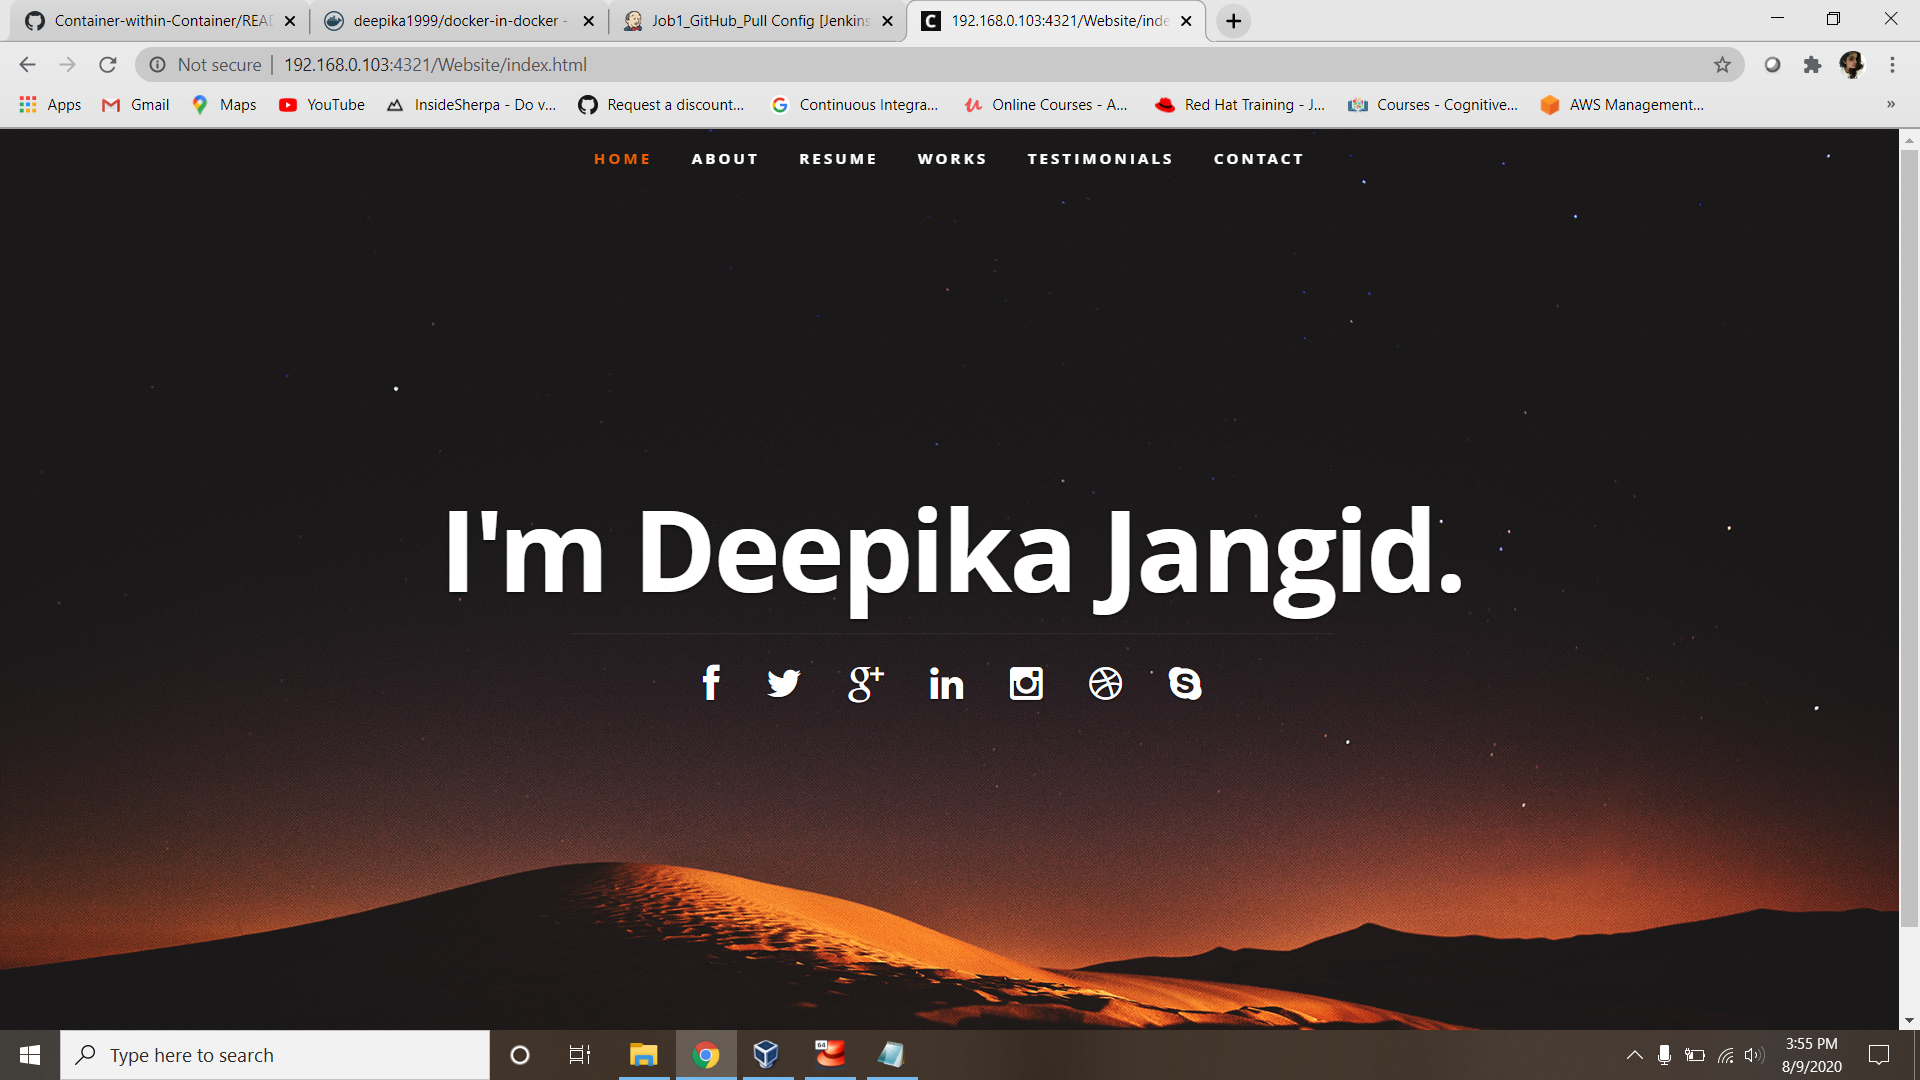 Container-within-Container/READ
deepika1999/docker-in-docker -
Job1_GitHub_Pull Config [Jenkins
192.168.0.103:4321/Website/inde
Not secure
192.168.0.103:4321/Website/index.html
Apps
Gmail
Maps
YouTube
InsideSherpa - Do v...
Request a discount...
Continuous Integra...
Online Courses - A...
Red Hat Training - J...
Courses - Cognitive...
AWS Management...
»
HOME
ABOUT
RESUME
WORKS
TESTIMONIALS
CONTACT
I'm Deepika Jangid.
Type here to search
64
3:55 PM
8/9/2020